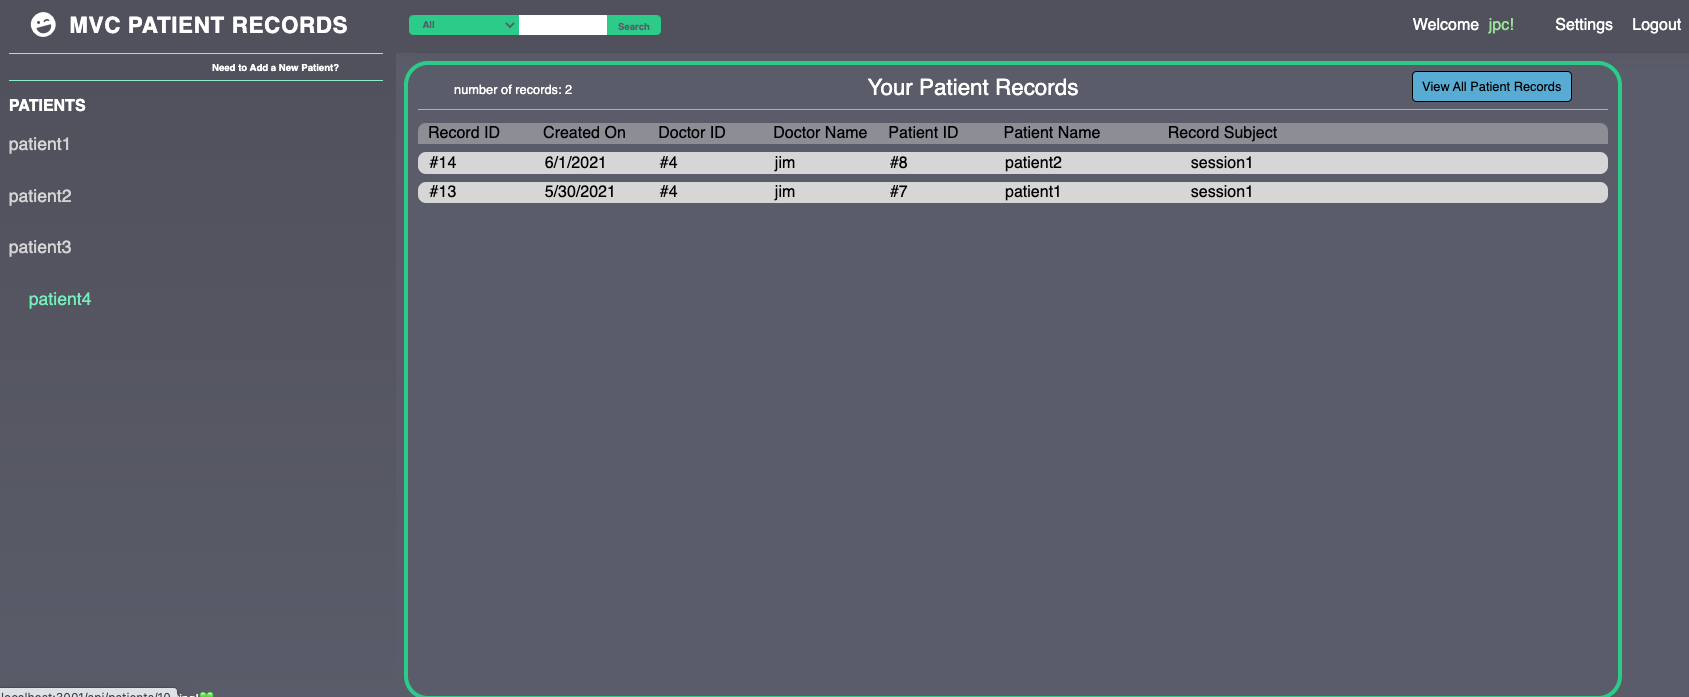 MVC PATIENT RECORDS
All Search
Welcome jpc! Settings Logout
Need to Add a New Patient?
PATIENTS
patient1
patient2
patient3
patient4
number of records: 2
Your Patient Records
View All Patient Records
Record ID Created On Doctor ID Doctor Name Patient ID Patient Name Record Subject
#14 6/1/2021 #4 jim #8 patient2 session1
#13 5/30/2021 #4 jim #7 patient1 session1
localhost:3001/api/patients/10